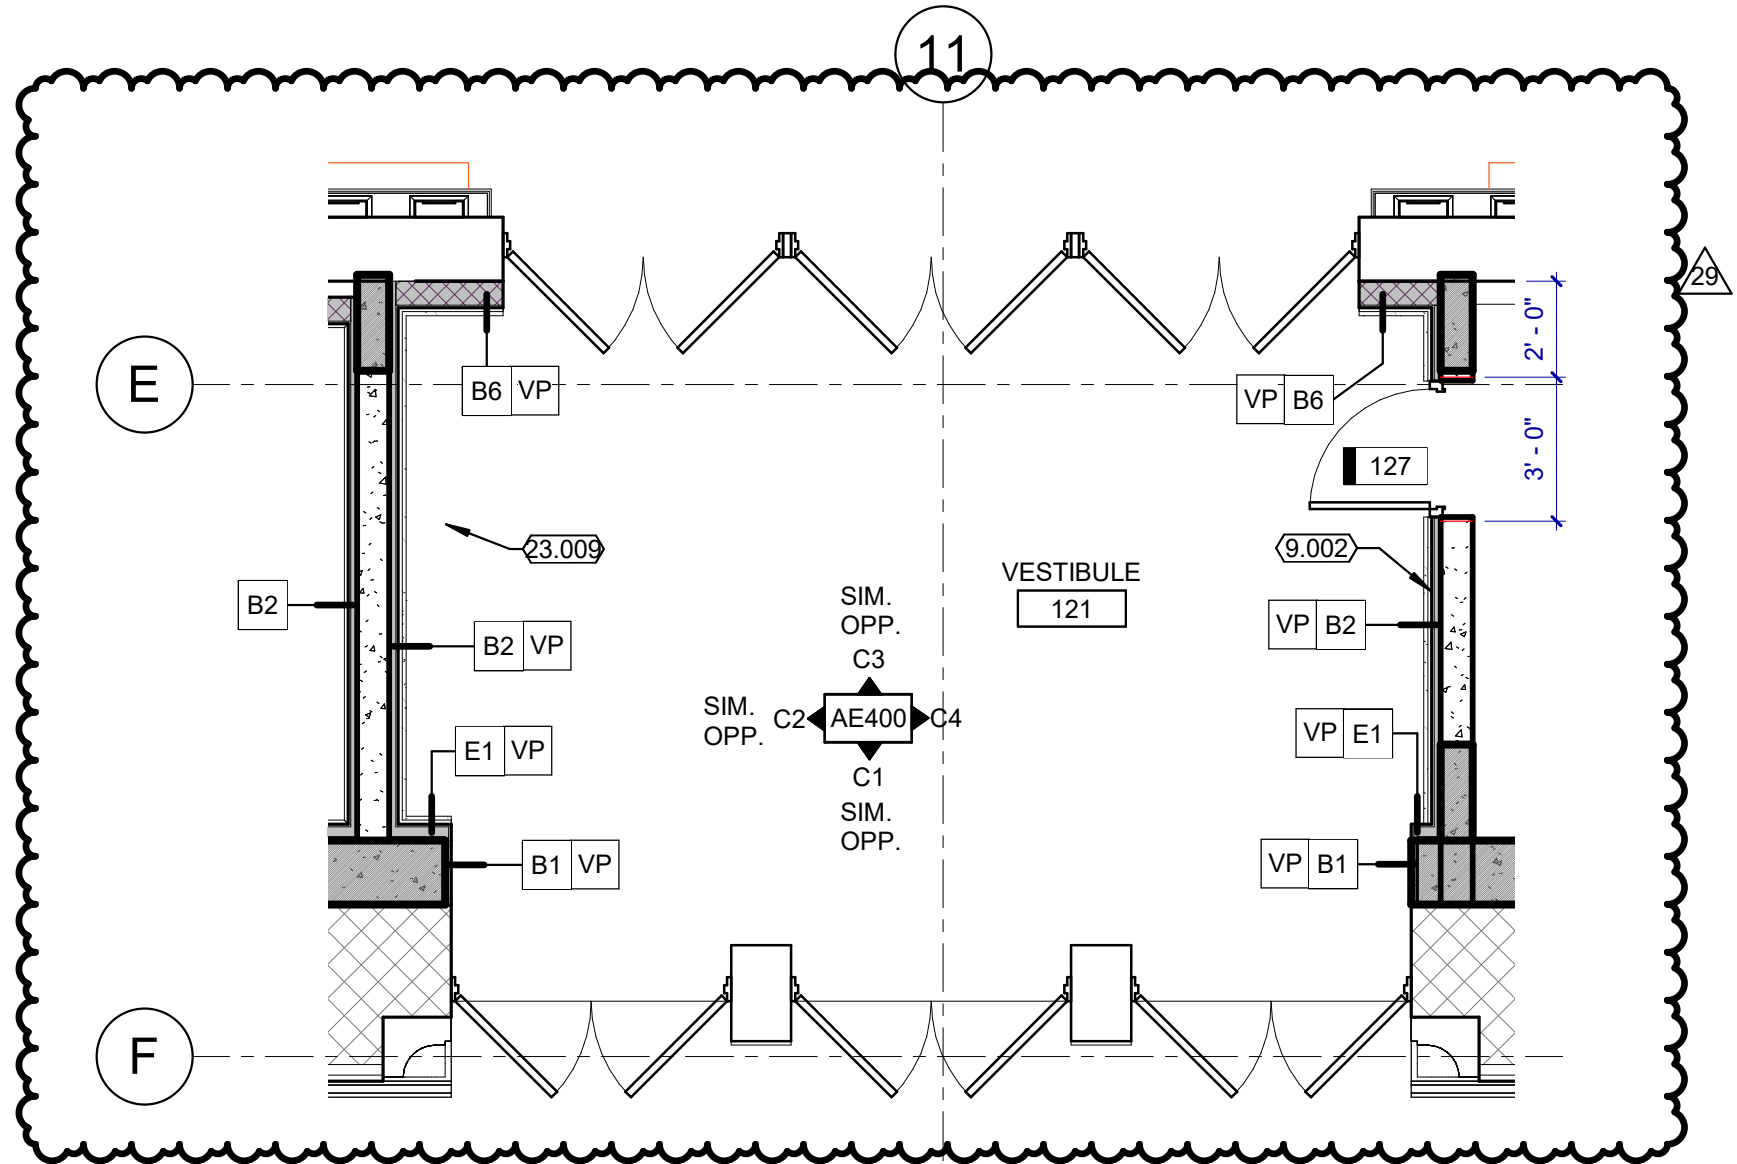 11
29
2' - 0"
E
B6 VP
VP B6
3' - 0"
127
23.009
9.002
VESTIBULE
121
B2
SIM.
OPP.
VP B2
B2 VP
C3
SIM.
OPP.
C2
AE400
C4
E1 VP
VP E1
C1
SIM.
OPP.
B1 VP
VP B1
F